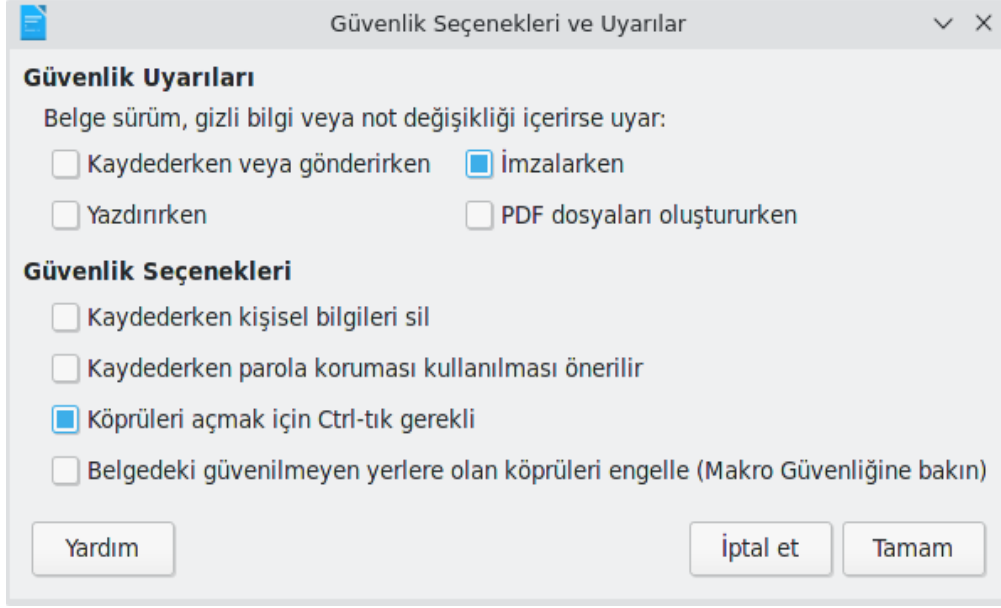 Güvenlik Seçenekleri ve Uyarılar
Güvenlik Uyarıları
Belge sürüm, gizli bilgi veya not değişikliği içerirse uyar:
Kaydederken veya gönderirken İmzalarken
Yazdırırken PDF dosyaları oluştururken
Güvenlik Seçenekleri
Kaydederken kişisel bilgileri sil
Kaydederken parola koruması kullanılması önerilir
Köprüleri açmak için Ctrl-tık gerekli
Belgedeki güvenilmeyen yerlere olan köprüleri engelle (Makro Güvenliğine bakın)
Yardım İptal et Tamam